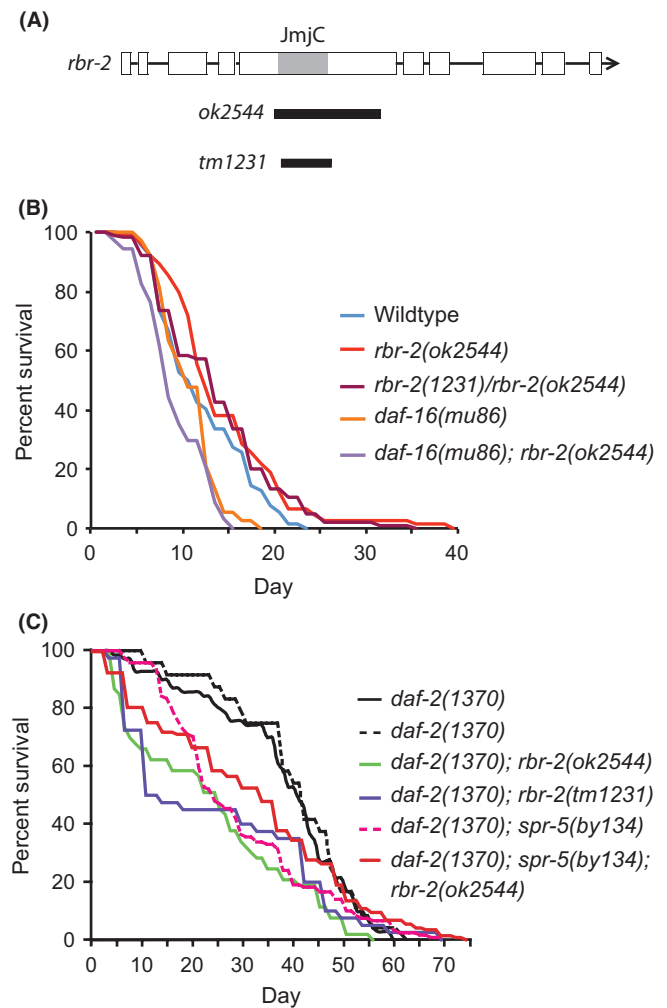 (A)
JmjC
rbr-2
ok2544
tm1231
(B)
100
80
60
40
20
0
Percent survival
0 10 20 30 40
Day
Wildtype
rbr-2(ok2544)
rbr-2(1231)/rbr-2(ok2544)
daf-16(mu86)
daf-16(mu86); rbr-2(ok2544)
(C)
100
80
60
40
20
0
Percent survival
0 10 20 30 40 50 60 70
Day
daf-2(1370)
daf-2(1370)
daf-2(1370); rbr-2(ok2544)
daf-2(1370); rbr-2(tm1231)
daf-2(1370); spr-5(by134)
daf-2(1370); spr-5(by134);
rbr-2(ok2544)